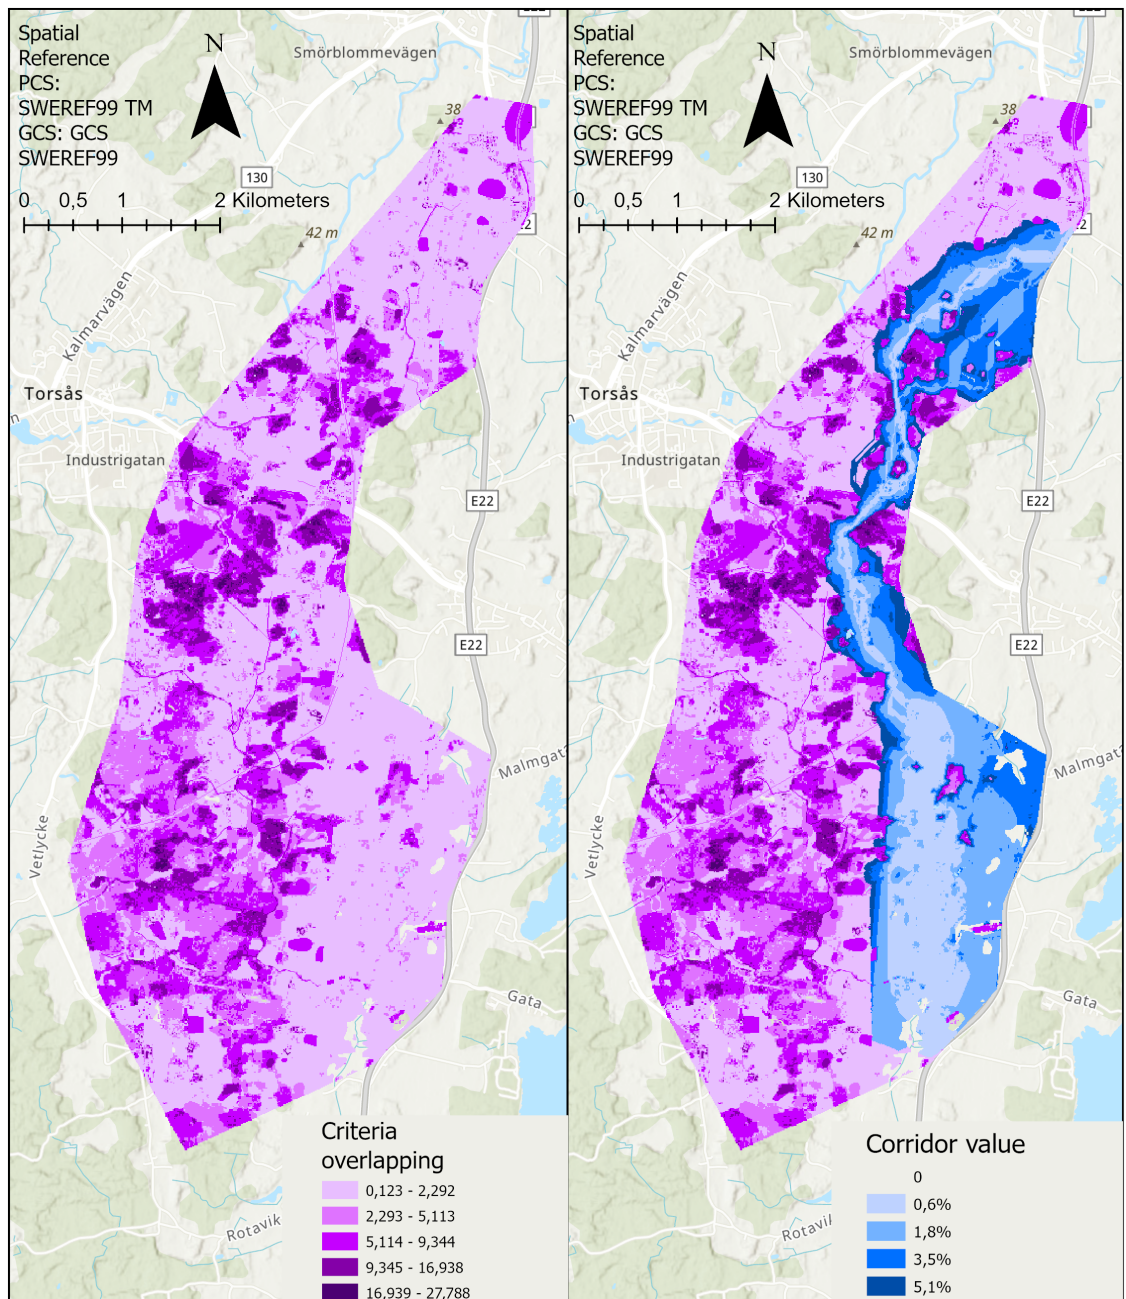 Spatial
Reference
PCS:
SWEREF99 TM
GCS: GCS
SWEREF99
N
Smörblommevägen
38
130
0 0,5 1 2 Kilometers
42 m
Kalmarvägen
Torsås
Industrigatan
E22
E22
Malmgata
Vetlycke
Gata
Rotavik
Criteria
overlapping
0,123 - 2,292
2,293 - 5,113
5,114 - 9,344
9,345 - 16,938
16,939 - 27,788
Spatial
Reference
PCS:
SWEREF99 TM
GCS: GCS
SWEREF99
N
Smörblommevägen
38
130
0 0,5 1 2 Kilometers
42 m
Kalmarvägen
Torsås
Industrigatan
E22
E22
Malmgata
Vetlycke
Gata
Rotavik
Corridor value
0
0,6%
1,8%
3,5%
5,1%